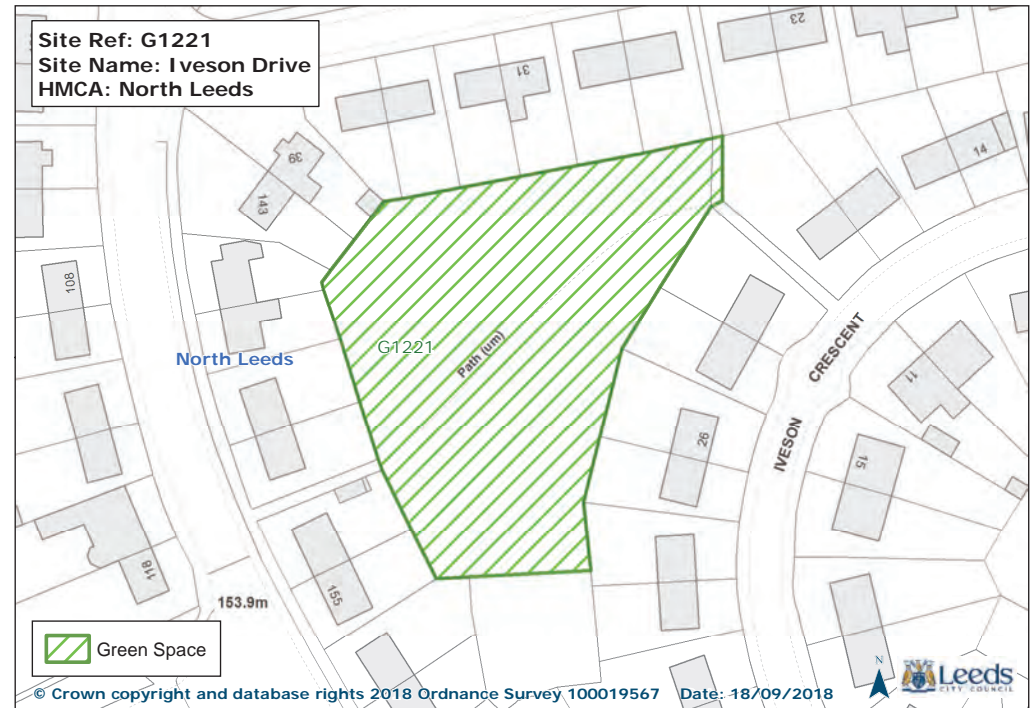 Site Ref: G1221
Site Name: Iveson Drive
HMCA: North Leeds
23
31
14
39
143
108
North Leeds
G1221
Path (um)
CRESCENT
IVESON
11
26
15
118
155
153.9m
Green Space
© Crown copyright and database rights 2018 Ordnance Survey 100019567 Date: 18/09/2018
N
Leeds
CITY COUNCIL